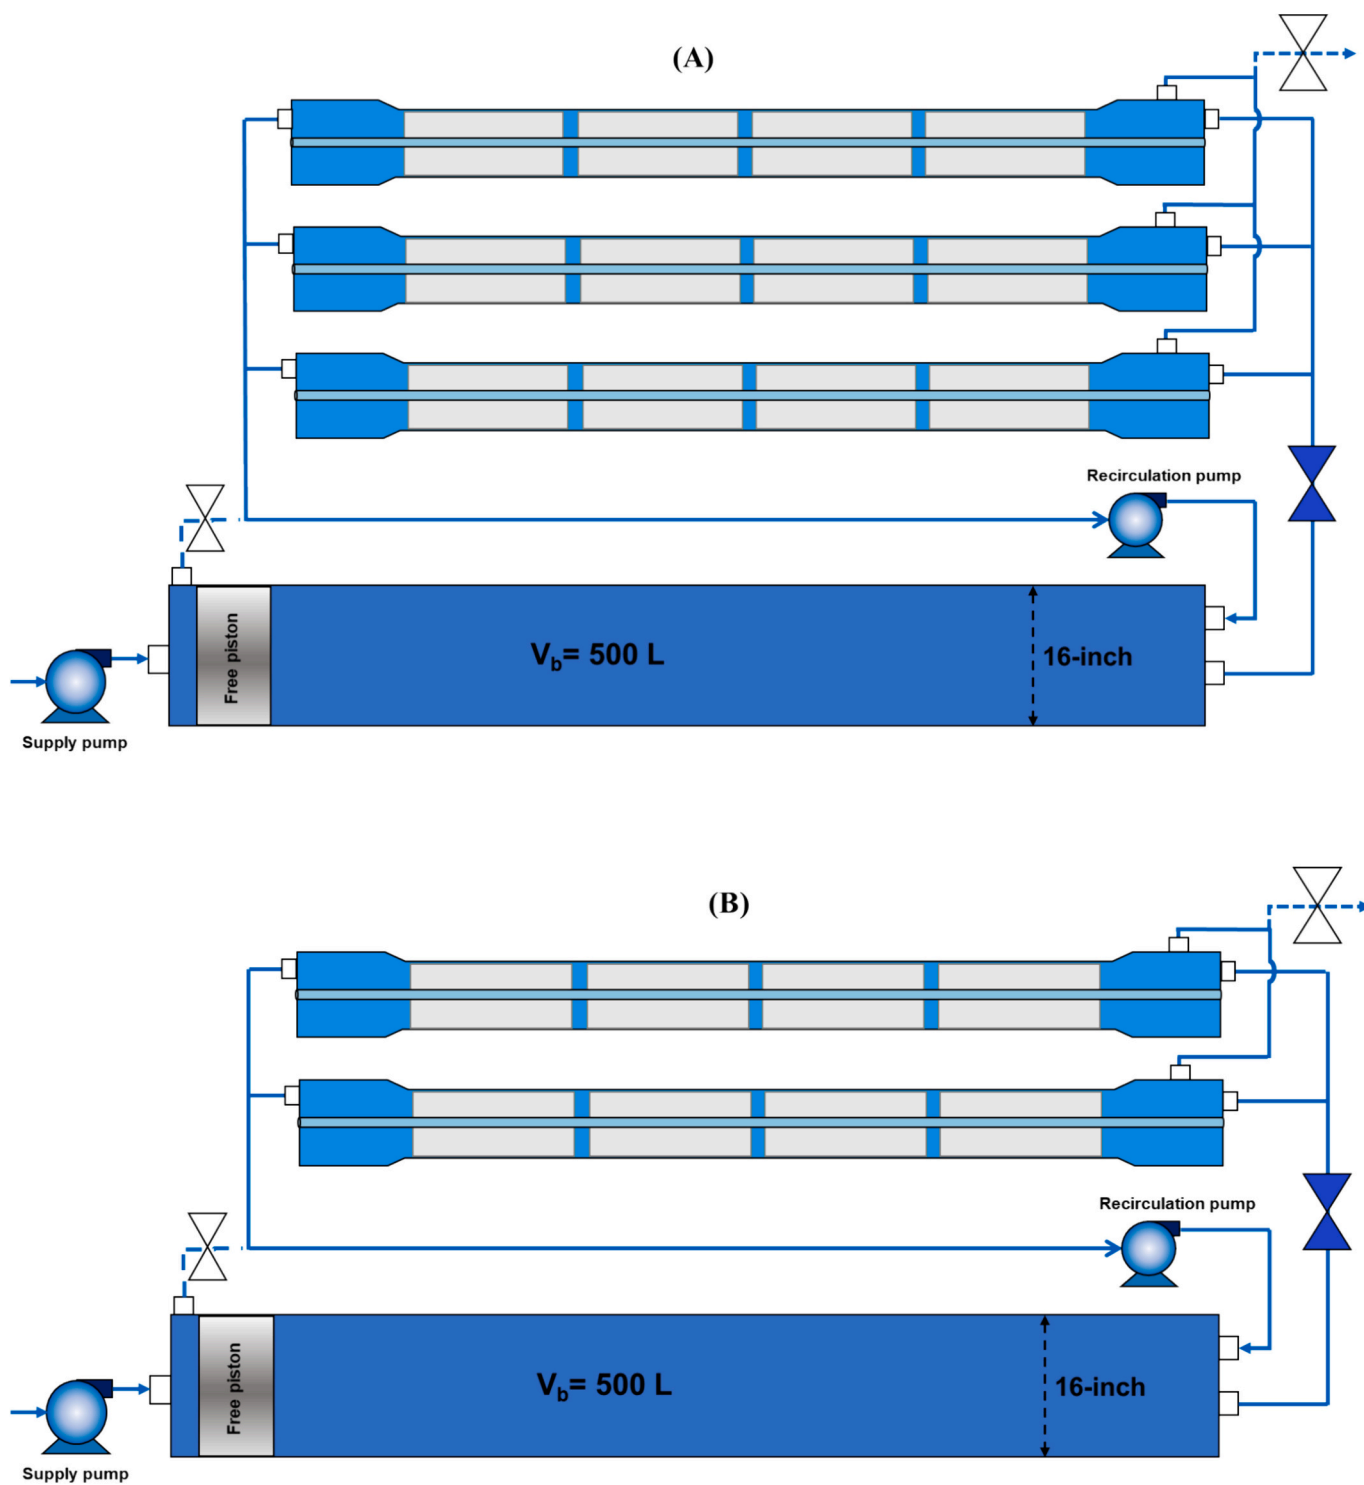 (A)
Recirculation pump
Free piston
V_b= 500 L
16-inch
Supply pump
(B)
Recirculation pump
Free piston
V_b= 500 L
16-inch
Supply pump